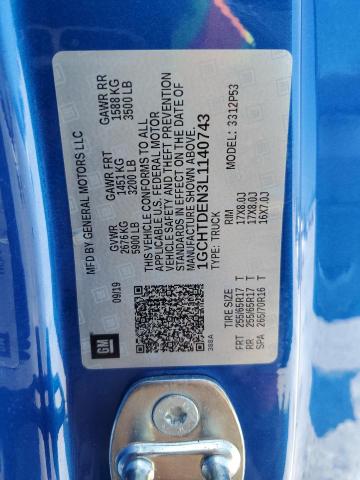 MFD BY GENERAL MOTORS LLC
09/19
GVWR
2676 KG
5900 LB
GAWR FRT
1451 KG
3200 LB
GAWR RR
1588 KG
3500 LB
THIS VEHICLE CONFORMS TO ALL
APPLICABLE U.S. FEDERAL MOTOR
VEHICLE SAFETY AND THEFT PREVENTION
STANDARDS IN EFFECT ON THE DATE OF
MANUFACTURE SHOWN ABOVE.
1GCHTDEN3L1140743
TYPE: TRUCK
MODEL: 3312P53
TIRE SIZE RIM
FRT 255/65R17 T 17X8.0J
RR 255/65R17 T 17X8.0J
SPA 265/70R16 T 16X7.0J
GM
388A